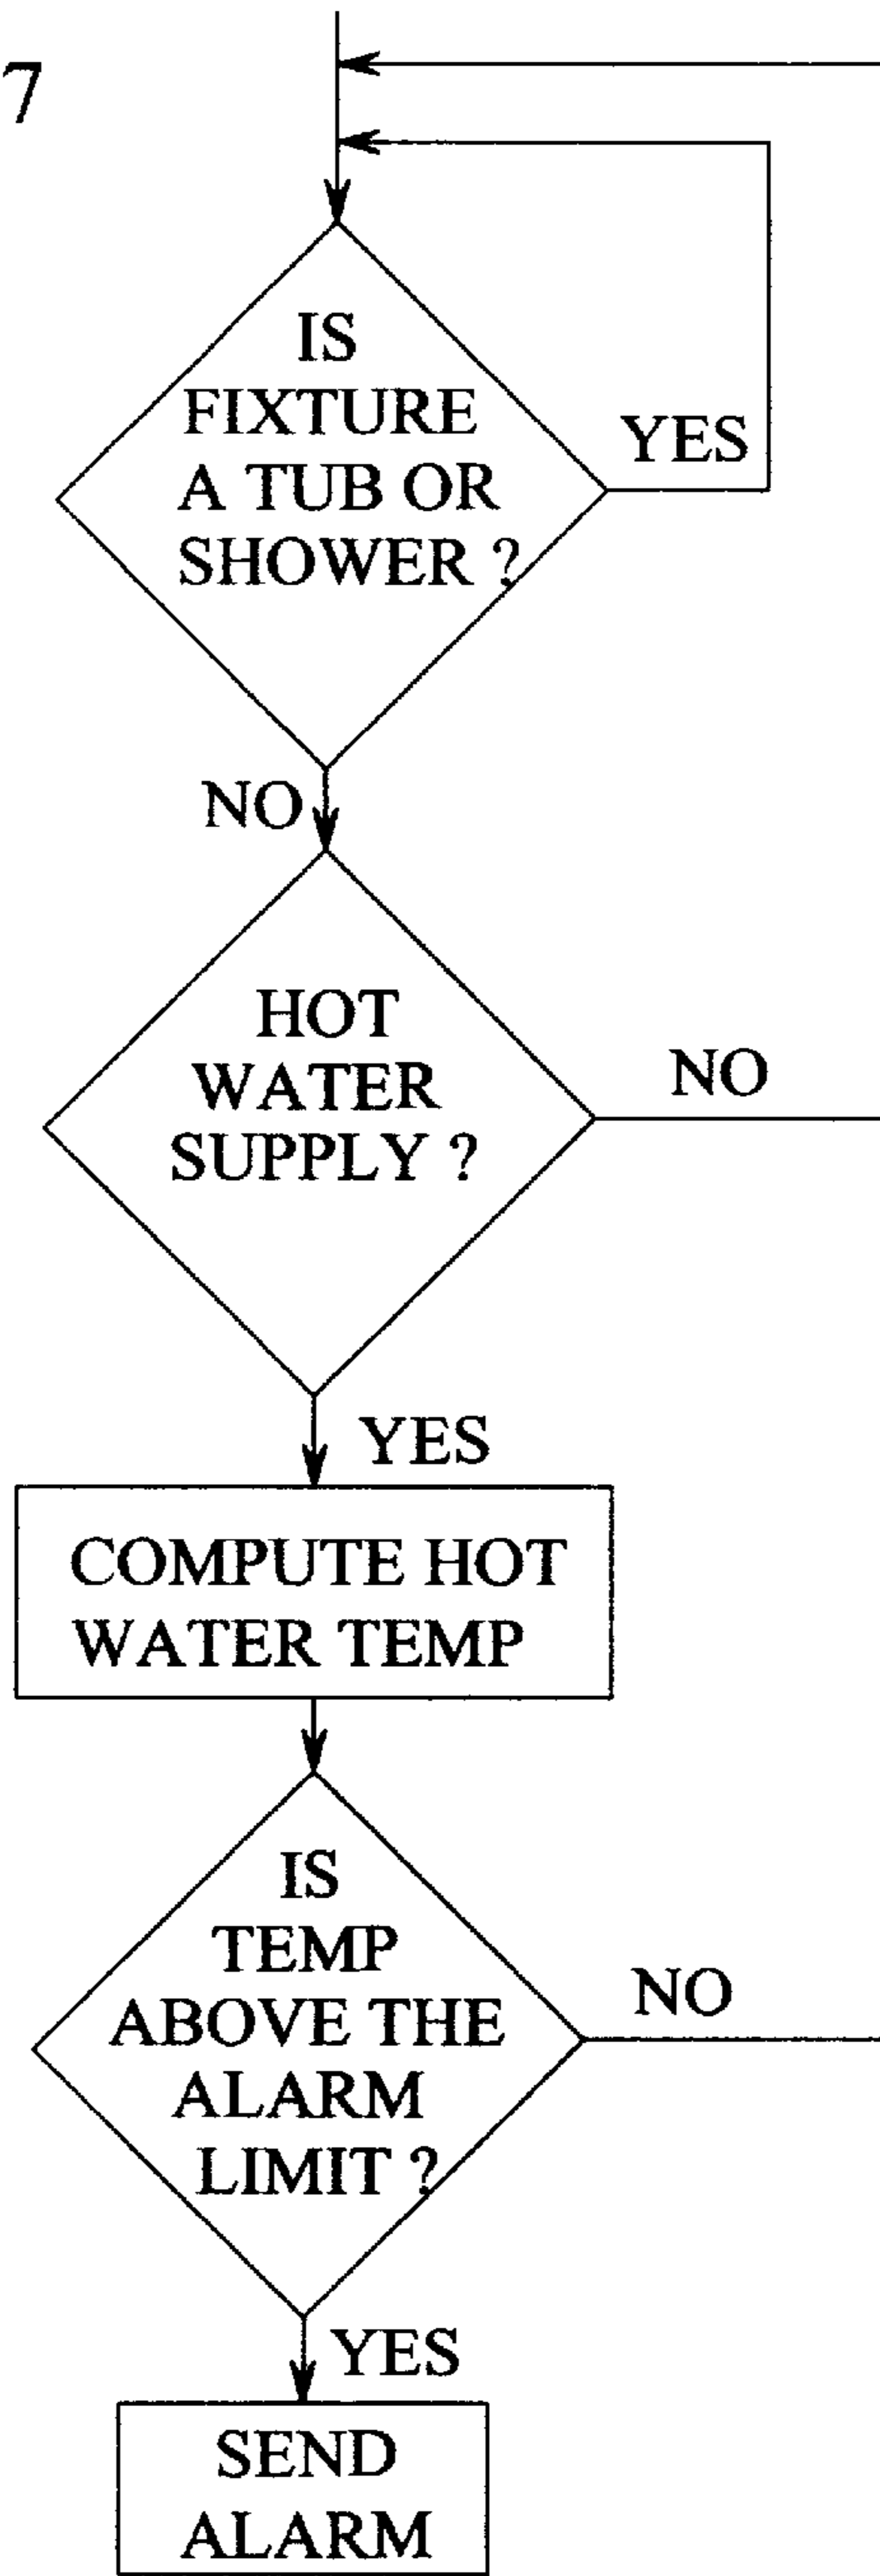 7
IS
FIXTURE
A TUB OR
SHOWER ?
YES
NO
HOT
WATER
SUPPLY ?
NO
YES
COMPUTE HOT
WATER TEMP
IS
TEMP
ABOVE THE
ALARM
LIMIT ?
NO
YES
SEND
ALARM